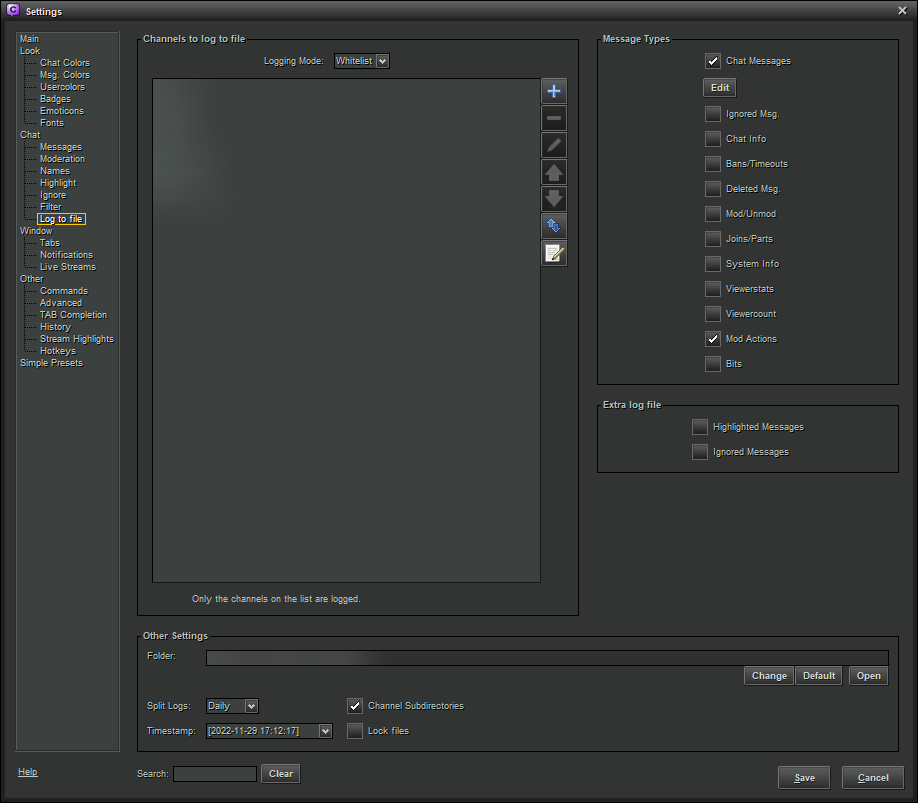 Settings
Main
Look
Chat Colors
Msg. Colors
Usercolors
Badges
Emoticons
Fonts
Chat
Messages
Moderation
Names
Highlight
Ignore
Filter
Log to file
Window
Tabs
Notifications
Live Streams
Other
Commands
Advanced
TAB Completion
History
Stream Highlights
Hotkeys
Simple Presets
Channels to log to file
Logging Mode: Whitelist
Only the channels on the list are logged.
Message Types
Chat Messages
Edit
Ignored Msg.
Chat Info
Bans/Timeouts
Deleted Msg.
Mod/Unmod
Joins/Parts
System Info
Viewerstats
Viewercount
Mod Actions
Bits
Extra log file
Highlighted Messages
Ignored Messages
Other Settings
Folder:
Change Default Open
Split Logs: Daily Channel Subdirectories
Timestamp: [2022-11-29 17:12:17] Lock files
Help Search: Clear Save Cancel